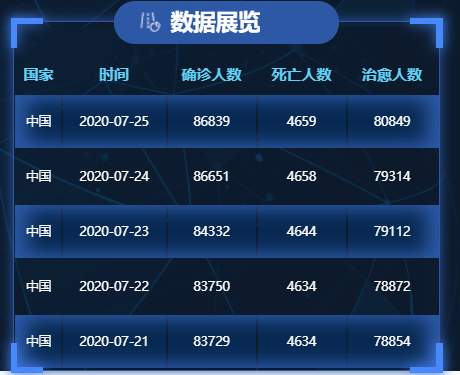 数据展览
国家 时间 确诊人数 死亡人数 治愈人数
中国 2020-07-25 86839 4659 80849
中国 2020-07-24 86651 4658 79314
中国 2020-07-23 84332 4644 79112
中国 2020-07-22 83750 4634 78872
中国 2020-07-21 83729 4634 78854